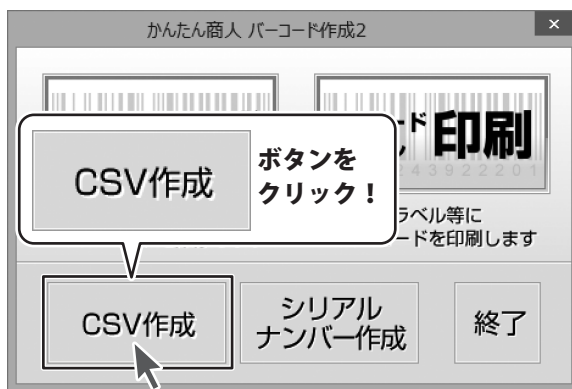 かんたん商人 バーコード作成2
×
ド印刷
243922201
CSV作成
ボタンを
クリック！
ラベル等に
ードを印刷します
CSV作成
シリアル
ナンバー作成
終了